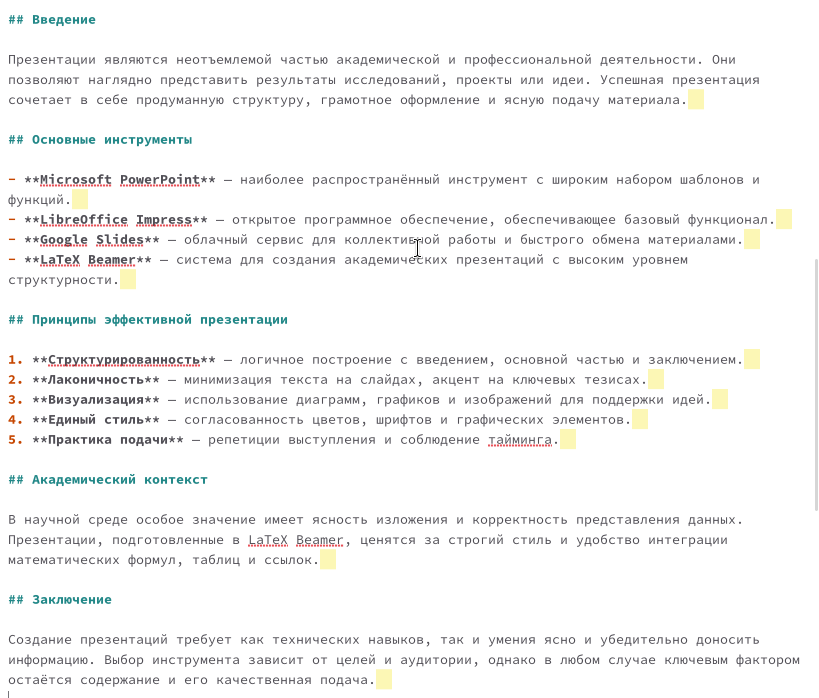 ## Введение
Презентации являются неотъемлемой частью академической и профессиональной деятельности. Они
позволяют наглядно представить результаты исследований, проекты или идеи. Успешная презентация
сочетает в себе продуманную структуру, грамотное оформление и ясную подачу материала.
## Основные инструменты
- **Microsoft PowerPoint** — наиболее распространённый инструмент с широким набором шаблонов и
функций.
- **LibreOffice Impress** — открытое программное обеспечение, обеспечивающее базовый функционал.
- **Google Slides** — облачный сервис для коллективной работы и быстрого обмена материалами.
- **LaTeX Beamer** — система для создания академических презентаций с высоким уровнем
структурности.
## Принципы эффективной презентации
1. **Структурированность** — логичное построение с введением, основной частью и заключением.
2. **Лаконичность** — минимизация текста на слайдах, акцент на ключевых тезисах.
3. **Визуализация** — использование диаграмм, графиков и изображений для поддержки идей.
4. **Единый стиль** — согласованность цветов, шрифтов и графических элементов.
5. **Практика подачи** — репетиции выступления и соблюдение тайминга.
## Академический контекст
В научной среде особое значение имеет ясность изложения и корректность представления данных.
Презентации, подготовленные в LaTeX Beamer, ценятся за строгий стиль и удобство интеграции
математических формул, таблиц и ссылок.
## Заключение
Создание презентаций требует как технических навыков, так и умения ясно и убедительно доносить
информацию. Выбор инструмента зависит от целей и аудитории, однако в любом случае ключевым фактором
остаётся содержание и его качественная подача.